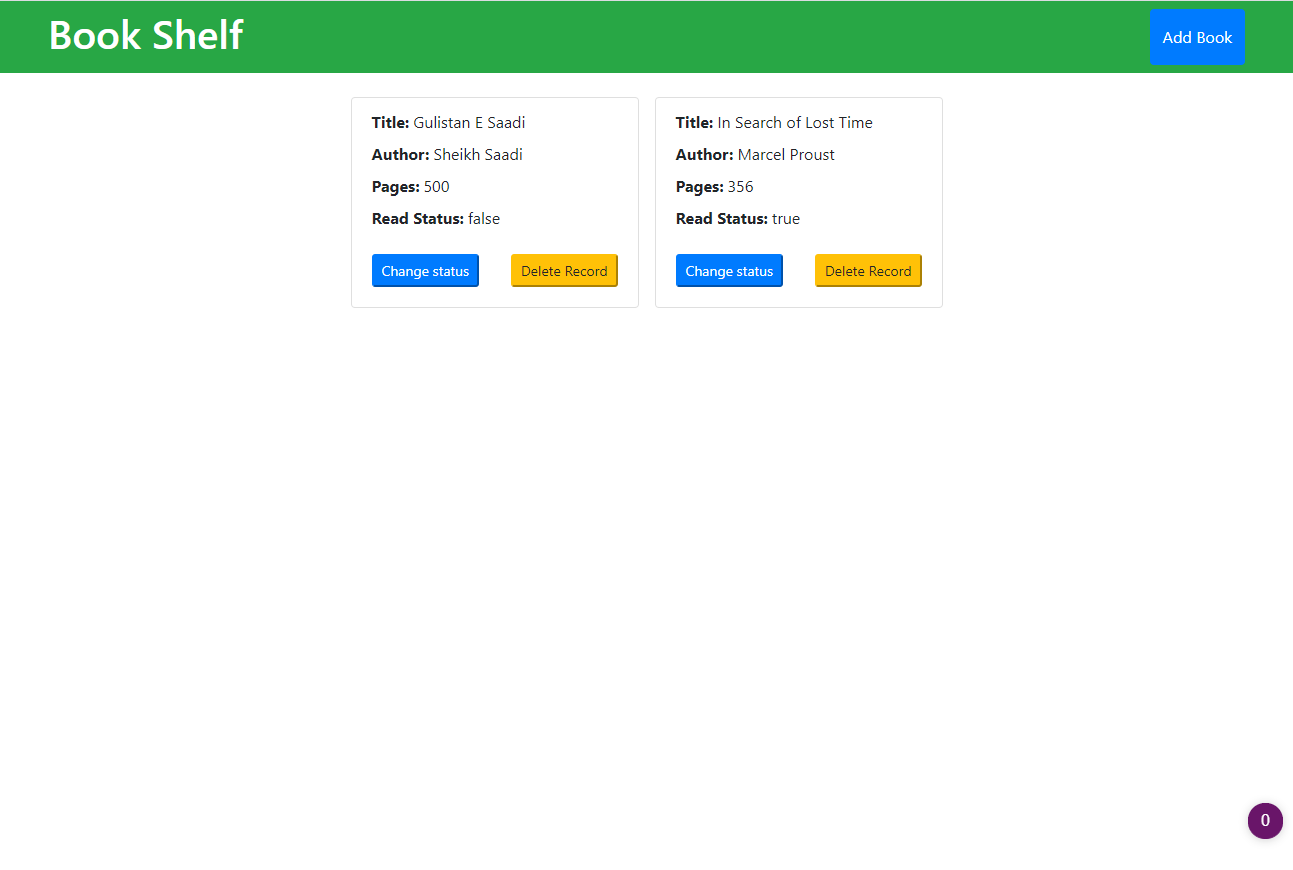 Book Shelf
Add Book
Title: Gulistan E Saadi
Author: Sheikh Saadi
Pages: 500
Read Status: false
Change status
Delete Record
Title: In Search of Lost Time
Author: Marcel Proust
Pages: 356
Read Status: true
Change status
Delete Record
0